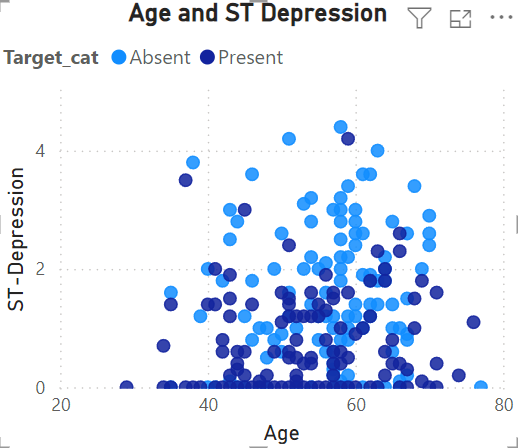 Age and ST Depression
Target_cat Absent Present
4
2
0
ST -Depression
20 40 60 80
Age